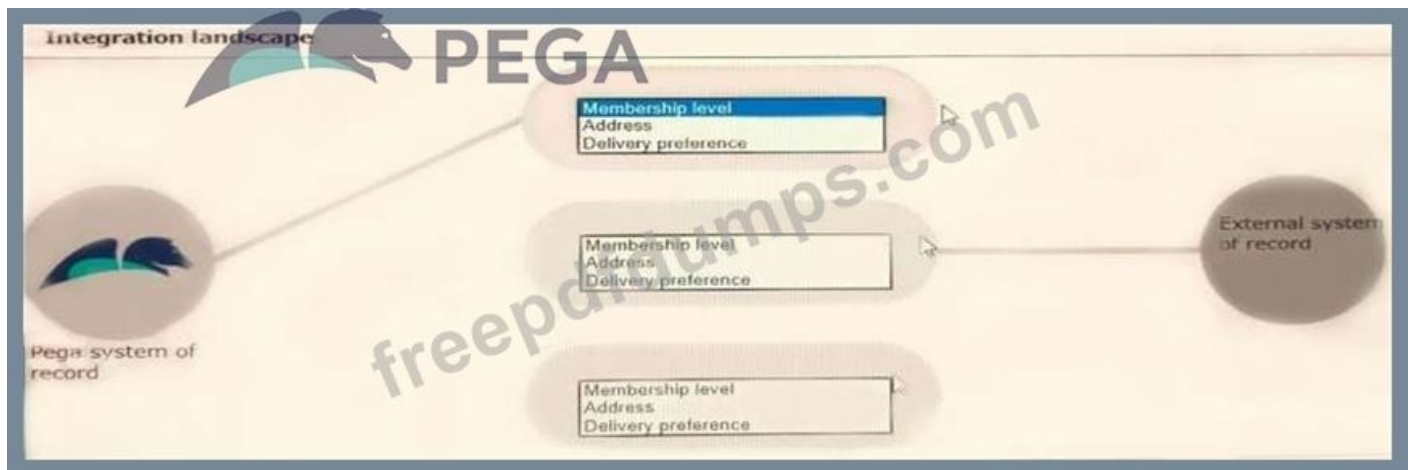 Integration landscape
PEGA
Membership level
Address
Delivery preference
Membership level
Address
Delivery preference
External system
of record
Pega system of
record
Membership level
Address
Delivery preference
freepdfdumps.com